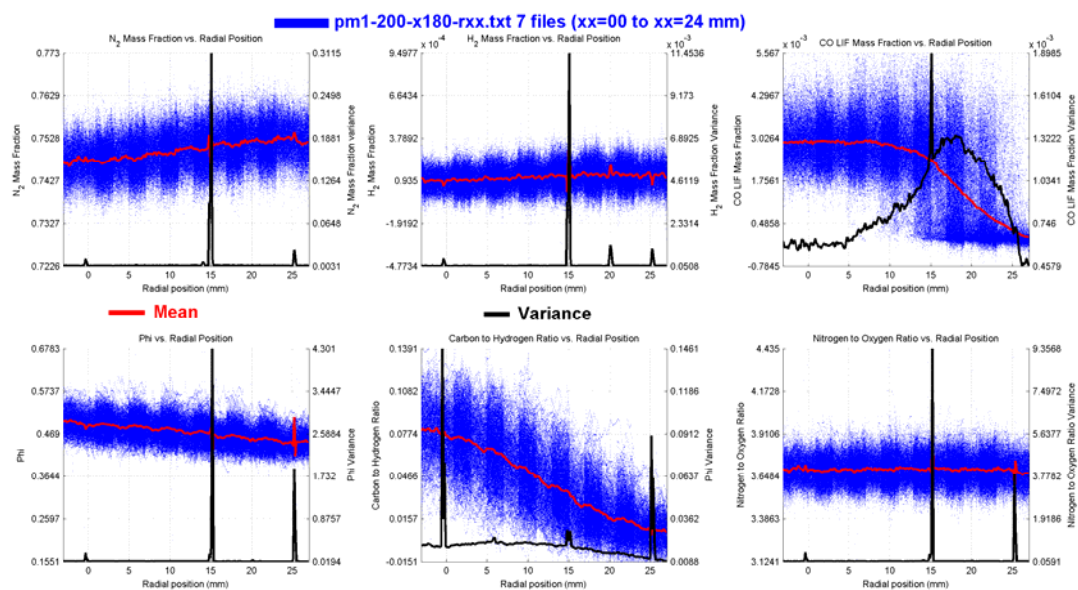 pm1-200-x180-rxx.txt 7 files (xx=00 to xx=24 mm)
N2 Mass Fraction vs. Radial Position
0.773
0.7629
0.7528
0.7427
0.7327
0.7226
N2 Mass Fraction
0.3115
0.2498
0.1881
0.1264
0.0648
0.0031
N2 Mass Fraction variance
0 5 10 15 20 25
Radial position (mm)
x 10^-4
H2 Mass Fraction vs. Radial Position
x 10^-3
9.4977
6.6434
3.7892
0.935
-1.9192
-4.7734
H2 Mass Fraction
11.4536
9.173
6.8925
4.6119
2.3314
0.0508
H2 Mass Fraction Variance
0 5 10 15 20 25
Radial position (mm)
x 10^-3
CO LIF Mass Fraction vs. Radial Position
x 10^-3
5.567
4.2967
3.0264
1.7561
0.4858
-0.7845
CO LIF Mass Fraction
1.8985
1.6104
1.3222
1.0341
0.746
0.4579
CO LIF Mass Fraction Variance
0 5 10 15 20 25
Radial position (mm)
Mean
Variance
Phi vs. Radial Position
0.6783
0.5737
0.469
0.3644
0.2597
0.1551
Phi
4.301
3.4447
2.5884
1.732
0.8757
0.0194
Phi Variance
0 5 10 15 20 25
Radial position (mm)
Carbon to Hydrogen Ratio vs. Radial Position
0.1391
0.1082
0.0774
0.0466
0.0157
-0.0151
Carbon to Hydrogen Ratio
0.1461
0.1186
0.0912
0.0637
0.0362
0.0088
Phi Variance
0 5 10 15 20 25
Radial position (mm)
Nitrogen to Oxygen Ratio vs. Radial Position
4.435
4.1728
3.9106
3.6484
3.3863
3.1241
Nitrogen to Oxygen Ratio
9.3568
7.4972
5.6377
3.7782
1.9186
0.0591
Nitrogen to Oxygen Ratio Variance
0 5 10 15 20 25
Radial position (mm)